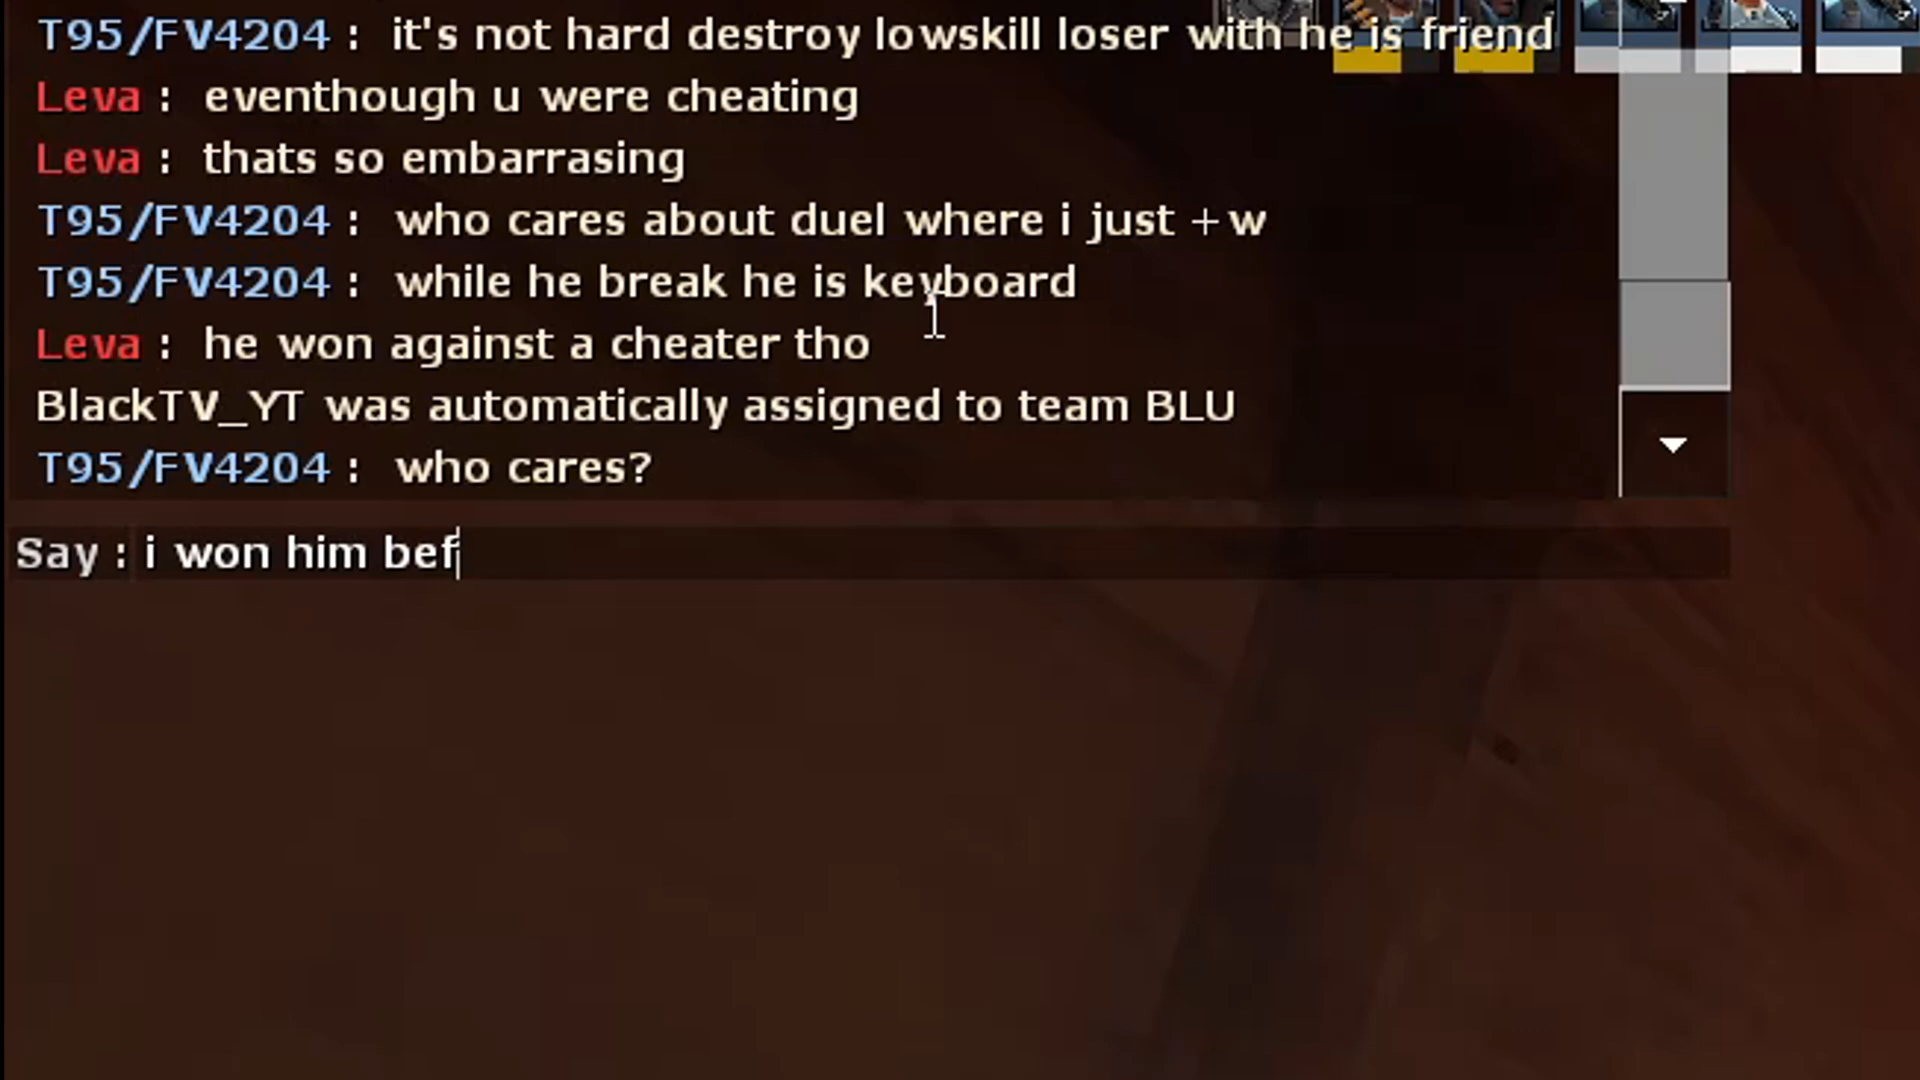 T95/FV4204 :  it's not hard destroy lowskill loser with he is friend
Leva :  eventhough u were cheating
Leva :  thats so embarrasing
T95/FV4204 :  who cares about duel where i just +w
T95/FV4204 :  while he break he is keyboard
Leva :  he won against a cheater tho
BlackTV_YT was automatically assigned to team BLU
T95/FV4204 :  who cares?
Say : i won him bef